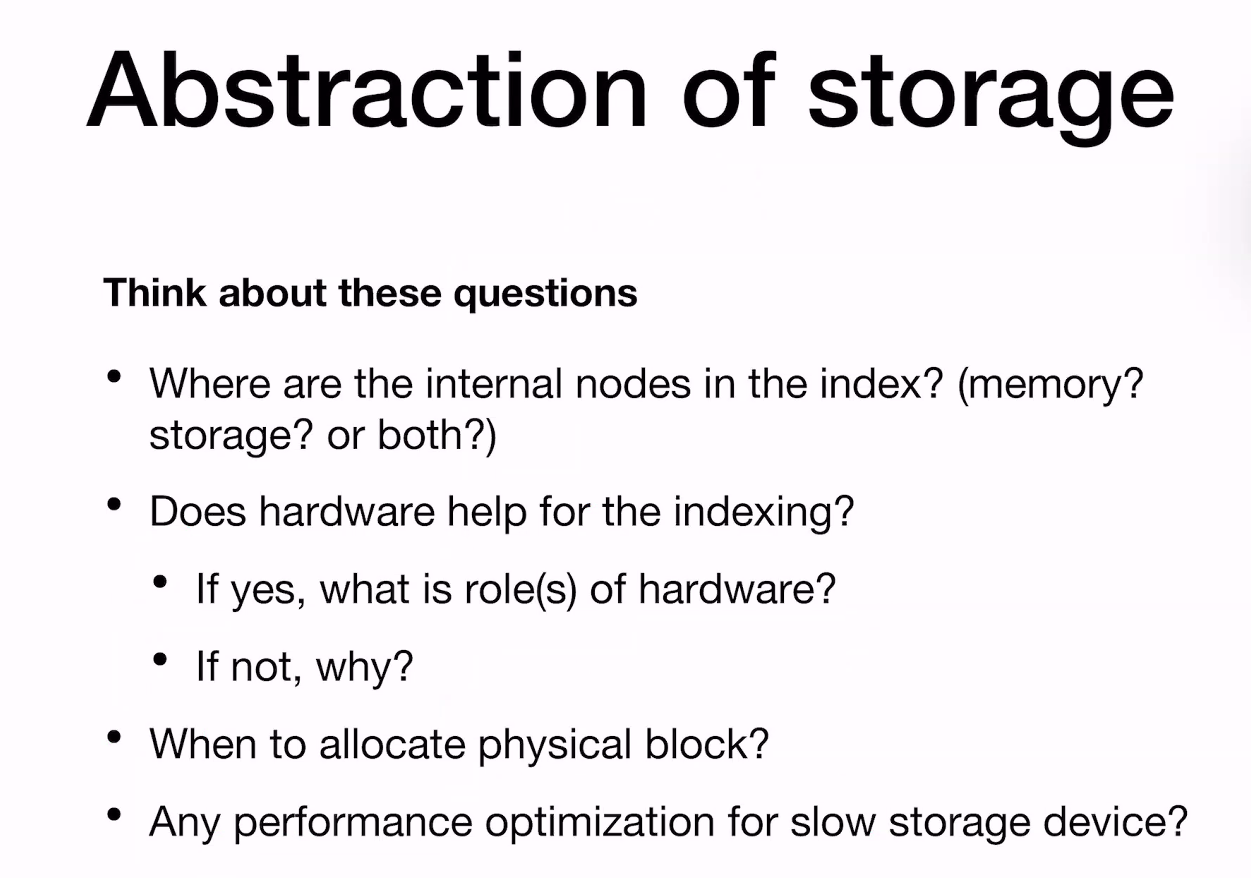 Abstraction of storage
Think about these questions
• Where are the internal nodes in the index? (memory?
storage? or both?)
• Does hardware help for the indexing?
• If yes, what is role(s) of hardware?
• If not, why?
• When to allocate physical block?
• Any performance optimization for slow storage device?